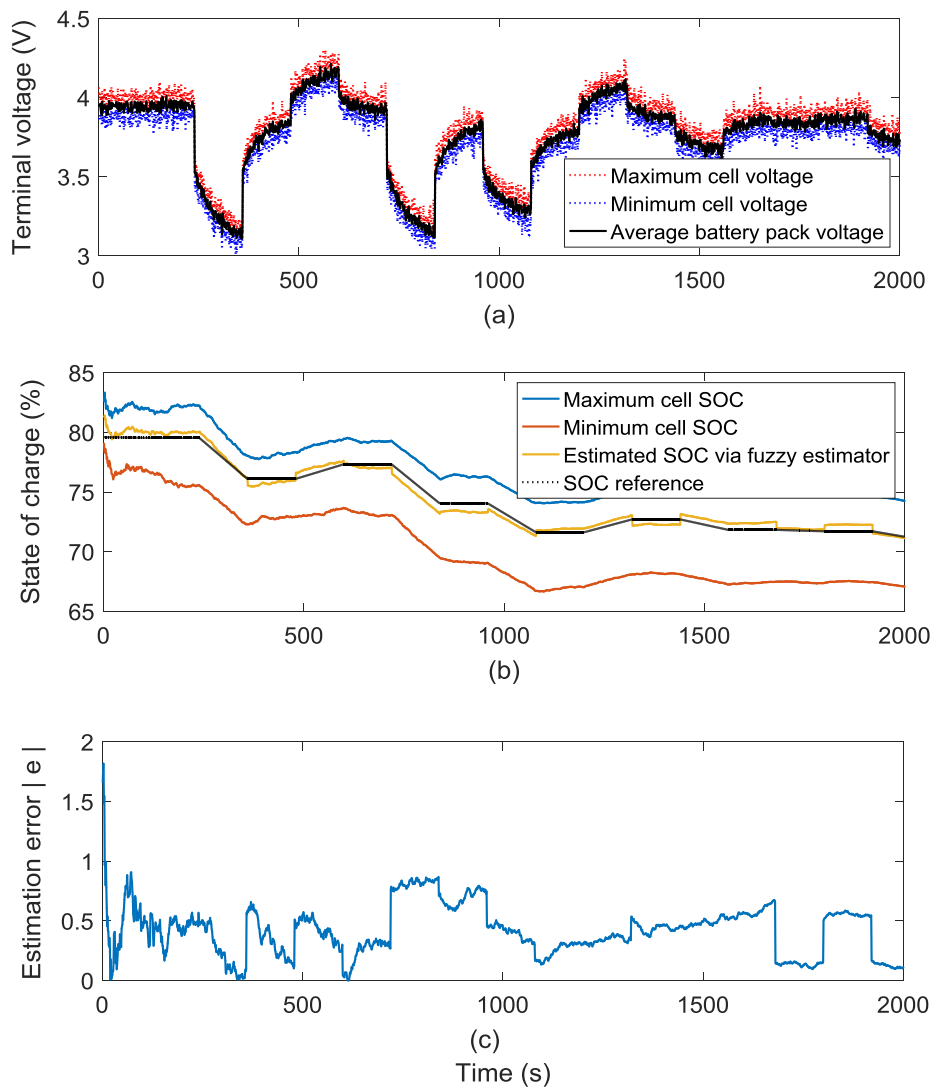 Terminal voltage (V)
4.5
4
3.5
3
0
500
1000
1500
2000
Maximum cell voltage
Minimum cell voltage
Average battery pack voltage
(a)
State of charge (%)
85
80
75
70
65
0
500
1000
1500
2000
Maximum cell SOC
Minimum cell SOC
Estimated SOC via fuzzy estimator
SOC reference
(b)
Estimation error | e |
2
1.5
1
0.5
0
0
500
1000
1500
2000
(c)
Time (s)